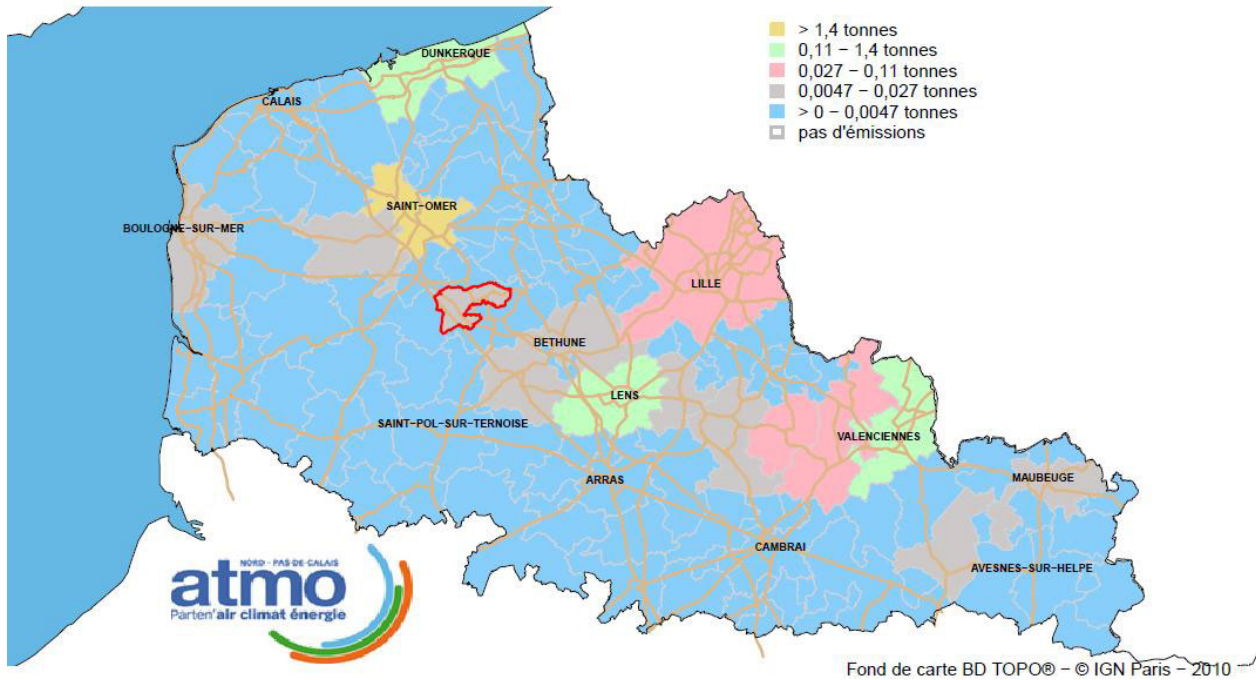 > 1,4 tonnes
0,11 − 1,4 tonnes
0,027 − 0,11 tonnes
0,0047 − 0,027 tonnes
> 0 − 0,0047 tonnes
pas d'émissions
DUNKERQUE
CALAIS
SAINT−OMER
BOULOGNE−SUR−MER
LILLE
BETHUNE
LENS
SAINT−POL−SUR−TERNOISE
VALENCIENNES
ARRAS
MAUBEUGE
CAMBRAI
AVESNES−SUR−HELPE
NORD - PAS-DE-CALAIS
atmo
Parten'air climat énergie
Fond de carte BD TOPO® − © IGN Paris − 2010